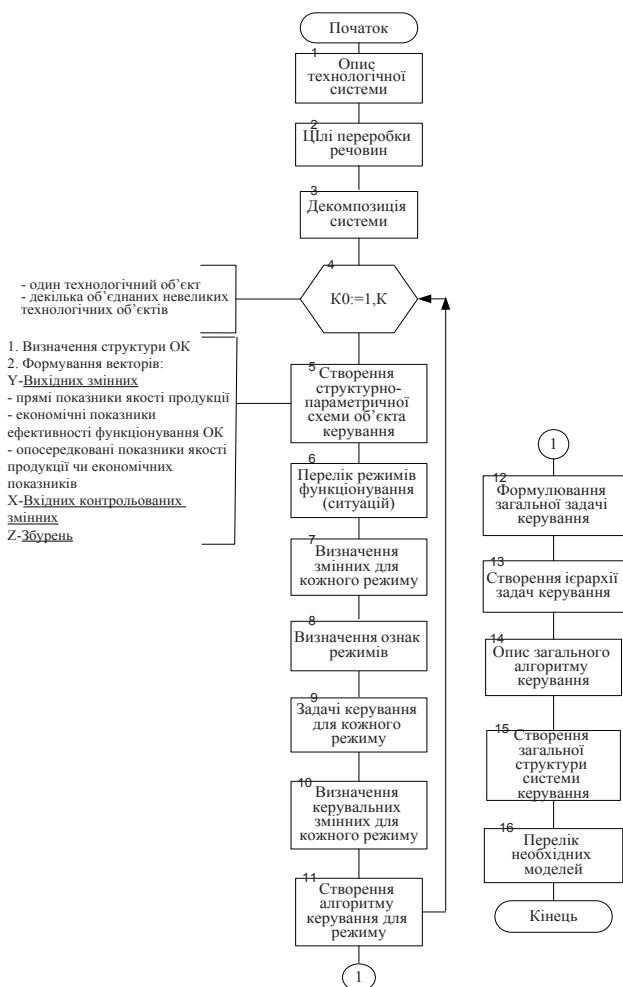 Початок
1
Опис
технологічної
системи
2
ЦІлі переробки
речовин
3
Декомпозиція
системи
4
К0:=1,К
- один технологічний об’єкт
- декілька об’єднаних невеликих
технологічних об’єктів
5
Створення
структурно-
параметричної
схеми об’єкта
керування
1. Визначення структури ОК
2. Формування векторів:
Y-Вихідних змінних
- прямі показники якості продукції
- економічні показники
ефективності функціонування ОК
- опосередковані показники якості
продукції чи економічних
показників
X-Вхідних контрольованих
змінних
Z-Збурень
6
Перелік режимів
функціонування
(ситуацій)
7
Визначення
змінних для
кожного режиму
8
Визначення ознак
режимів
9
Задачі керування
для кожного
режиму
10
Визначення
керувальних
змінних для
кожного режиму
11
Створення
алгоритму
керування для
режиму
1
1
12
Формулювання
загальної задачі
керування
13
Створення ієрархії
задач керування
14
Опис загального
алгоритму
керування
15
Створення
загальної
структури
системи
керування
16
Перелік
необхідних
моделей
Кінець